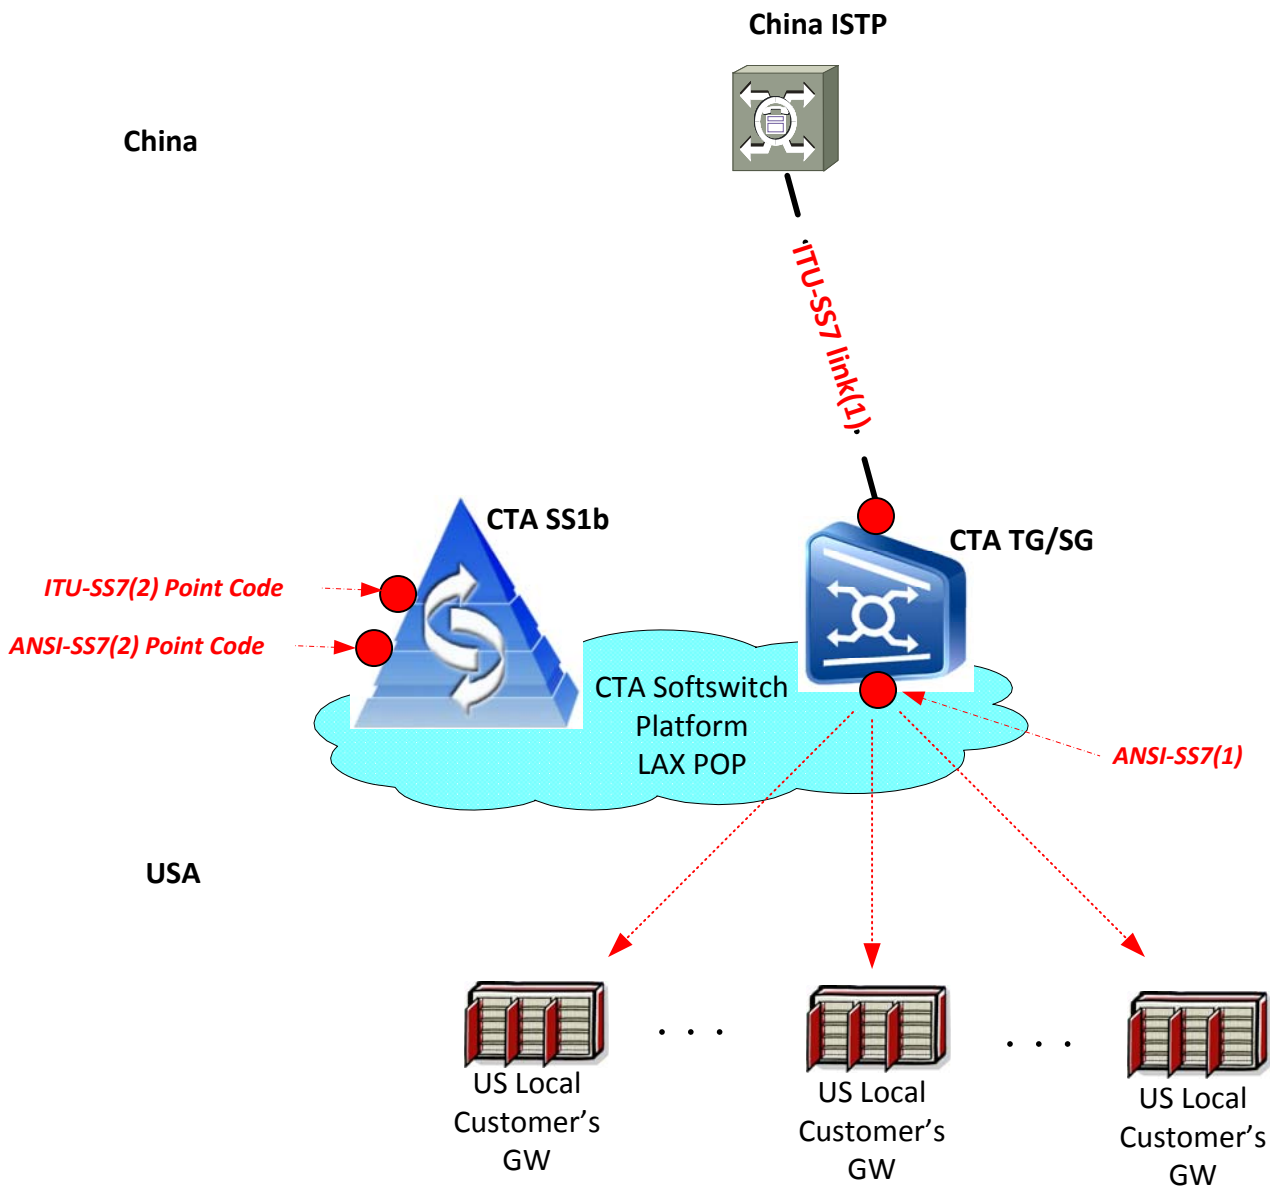 China ISTP
China
ITU-SS7 link(1)
CTA SS1b
CTA TG/SG
ITU-SS7(2) Point Code
ANSI-SS7(2) Point Code
CTA Softswitch
Platform
LAX POP
ANSI-SS7(1)
USA
. . .
. . .
US Local
Customer’s
GW
US Local
Customer’s
GW
US Local
Customer’s
GW